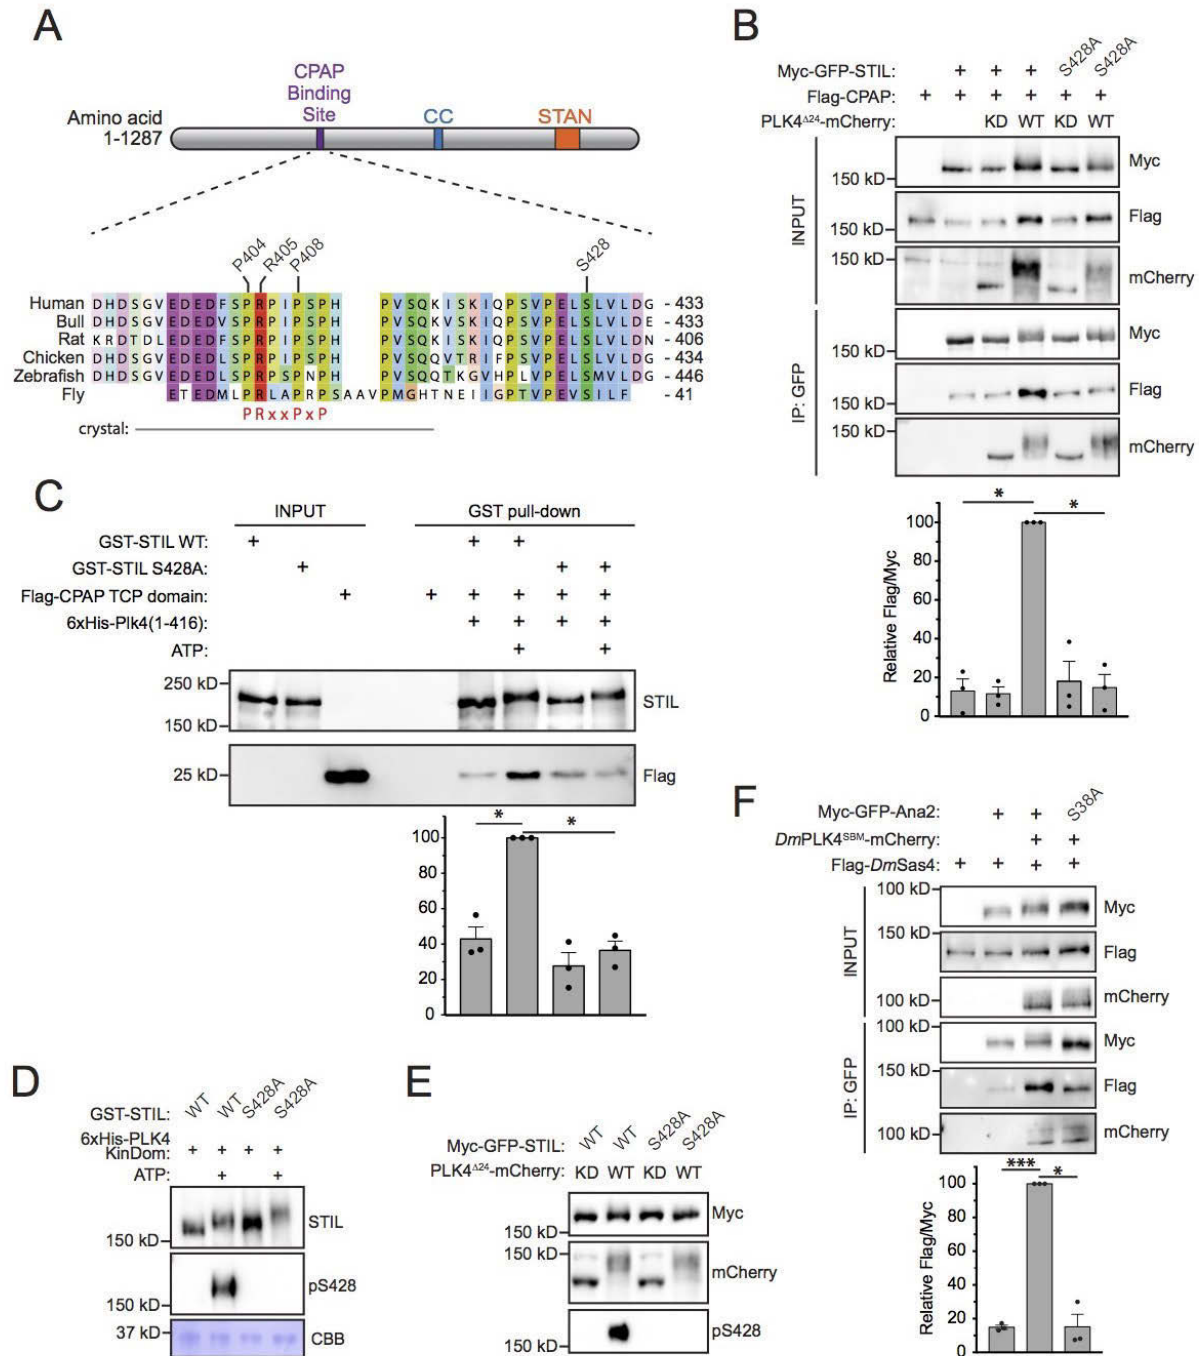 A
CPAP
Binding
Site
CC
STAN
Amino acid
1-1287
P404
R405
P408
S428
Human DHDSGVEDEDFSPRPIPSPH PVSQKISKIQPSVPELSLVLDG - 433
Bull DHDSGVEDEDVSPRPIPSPH PVSQKVSKIQPSVPELSLVLDE - 433
Rat KRDTDLEDEDFSPRPIPSPH PVSQKISKIQPSVPELSLVLDN - 406
Chicken DHDSGVEDEDLSPRPIPSPH PVSQQVTRIFPSVPELSLVLDG - 434
Zebrafish DHDSGVEDEDLSPRPSPNPH PVSQQTKGVHPLVPELSMVLDG - 446
Fly ETEDMLPRLAPRPSAAVPMGHTNEIIGPTVPEVSILF - 41
PRxxPxP
crystal:
B
S428A
S428A
Myc-GFP-STIL: + + +
Flag-CPAP: + + + + + +
PLK4Δ24-mCherry: KD WT KD WT
INPUT
150 kD
Myc
150 kD
Flag
150 kD
mCherry
IP: GFP
150 kD
Myc
150 kD
Flag
150 kD
mCherry
* *
Relative Flag/Myc
100
80
60
40
20
0
C
INPUT GST pull-down
GST-STIL WT: + + +
GST-STIL S428A: + + +
Flag-CPAP TCP domain: + + + + + +
6xHis-Plk4(1-416): + + + +
ATP: + +
250 kD
150 kD
STIL
25 kD
Flag
* *
100
80
60
40
20
0
D
GST-STIL: WT WT S428A S428A
6xHis-PLK4
KinDom: + + + +
ATP: + +
150 kD
STIL
150 kD
pS428
37 kD
CBB
E
Myc-GFP-STIL: WT WT S428A S428A
PLK4Δ24-mCherry: KD WT KD WT
150 kD
Myc
150 kD
mCherry
150 kD
pS428
F
S38A
Myc-GFP-Ana2: + +
DmPLK4SBM-mCherry: + +
Flag-DmSas4: + + + +
INPUT
100 kD
Myc
150 kD
Flag
100 kD
mCherry
IP: GFP
100 kD
Myc
150 kD
Flag
100 kD
mCherry
*** *
Relative Flag/Myc
100
80
60
40
20
0